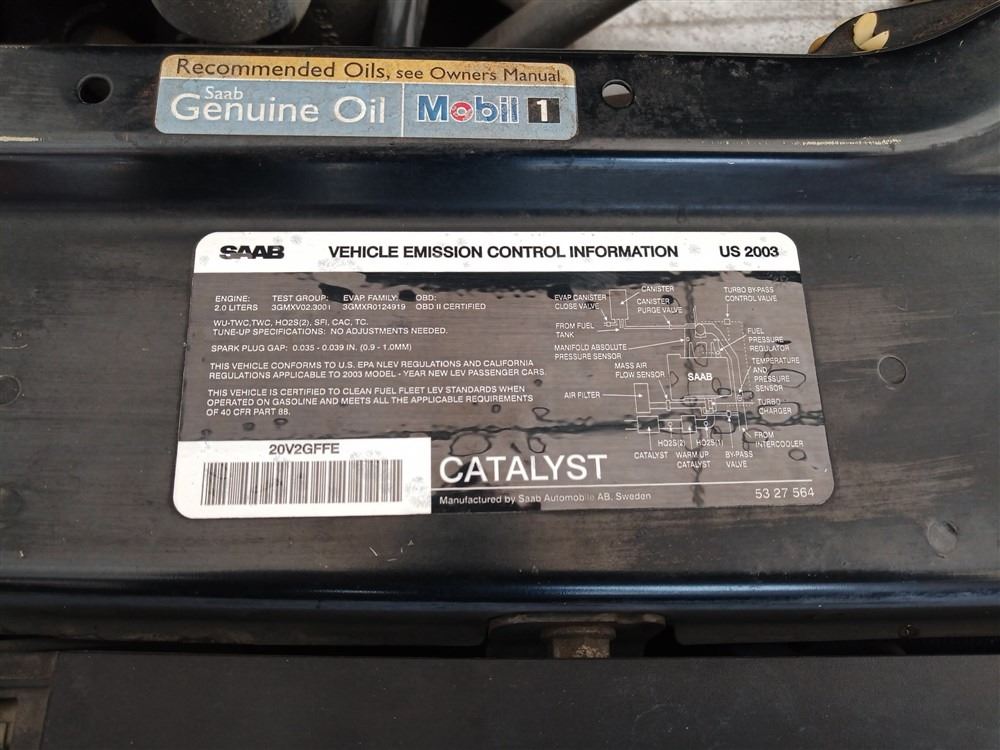 Recommended Oils, see Owners Manual
Saab
Genuine Oil
Mobil 1
SAAB VEHICLE EMISSION CONTROL INFORMATION US 2003
ENGINE: TEST GROUP: EVAP. FAMILY: OBD:
2.0 LITERS 3GMXV02.3001 3GMXR0124919 OBD II CERTIFIED
WU-TWC,TWC, HO2S(2), SFI, CAC, TC.
TUNE-UP SPECIFICATIONS: NO ADJUSTMENTS NEEDED.
SPARK PLUG GAP: 0.035 - 0.039 IN. (0.9 - 1.0MM)
THIS VEHICLE CONFORMS TO U.S. EPA NLEV REGULATIONS AND CALIFORNIA
REGULATIONS APPLICABLE TO 2003 MODEL - YEAR NEW LEV PASSENGER CARS.
THIS VEHICLE IS CERTIFIED TO CLEAN FUEL FLEET LEV STANDARDS WHEN
OPERATED ON GASOLINE AND MEETS ALL THE APPLICABLE REQUIREMENTS
OF 40 CFR PART 88.
CANISTER
TURBO BY-PASS
CONTROL VALVE
EVAP CANISTER
CLOSE VALVE
CANISTER
PURGE VALVE
FROM FUEL
TANK
FUEL
PRESSURE
REGULATOR
MANIFOLD ABSOLUTE
PRESSURE SENSOR
TEMPERATURE
AND
PRESSURE
SENSOR
MASS AIR
FLOW SENSOR
SAAB
AIR FILTER
TURBO
CHARGER
FROM
INTERCOOLER
HO2S(2)
HO2S(1)
CATALYST
WARM UP
CATALYST
BY-PASS
VALVE
20V2GFFE
CATALYST
Manufactured by Saab Automobile AB, Sweden
53 27 564